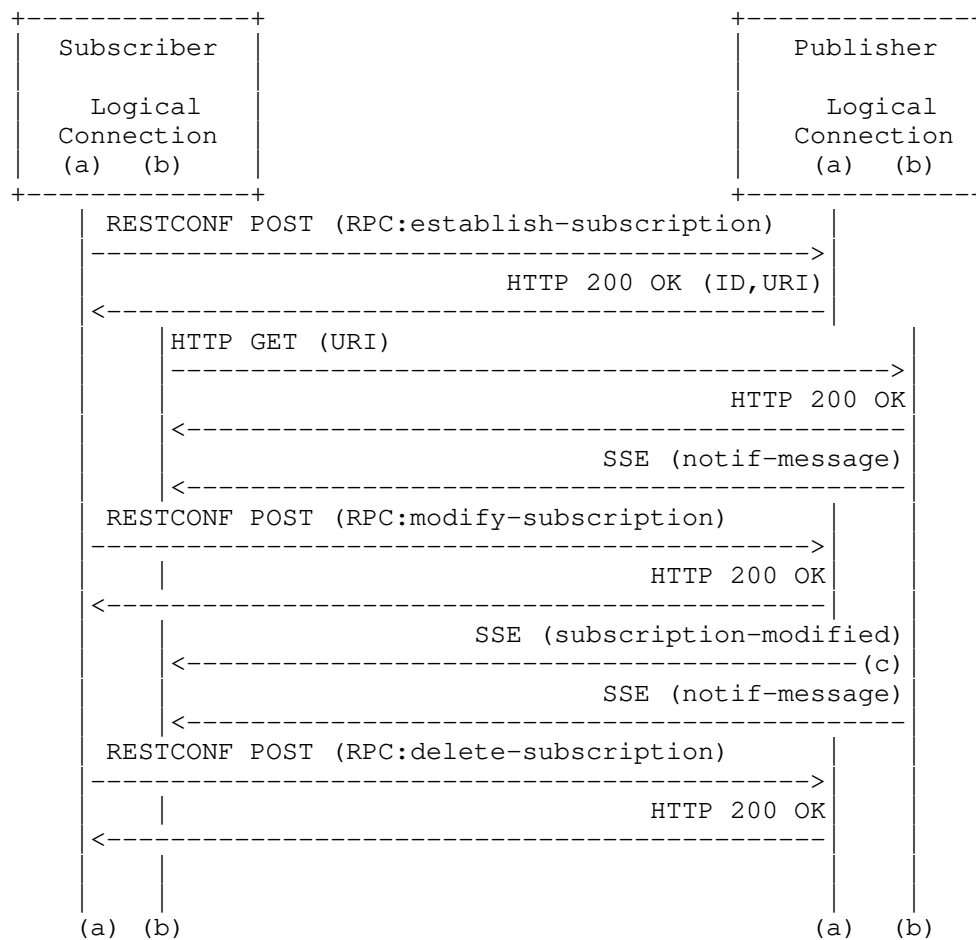 Subscriber Publisher
Logical Logical
Connection Connection
(a) (b) (a) (b)
RESTCONF POST (RPC:establish-subscription)
HTTP 200 OK (ID,URI)
HTTP GET (URI)
HTTP 200 OK
SSE (notif-message)
RESTCONF POST (RPC:modify-subscription)
HTTP 200 OK
SSE (subscription-modified)
(c)
SSE (notif-message)
RESTCONF POST (RPC:delete-subscription)
HTTP 200 OK
(a) (b) (a) (b)